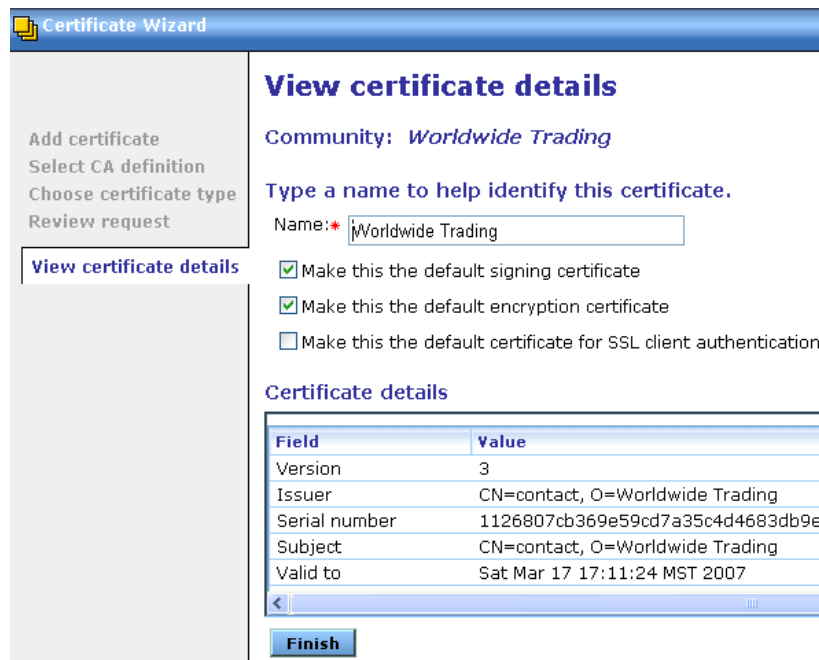 Certificate Wizard
Add certificate
Select CA definition
Choose certificate type
Review request
View certificate details
View certificate details
Community: Worldwide Trading
Type a name to help identify this certificate.
Name:* Worldwide Trading
Make this the default signing certificate
Make this the default encryption certificate
Make this the default certificate for SSL client authentication
Certificate details
Field Value
Version 3
Issuer CN=contact, O=Worldwide Trading
Serial number 1126807cb369e59cd7a35c4d4683db9e
Subject CN=contact, O=Worldwide Trading
Valid to Sat Mar 17 17:11:24 MST 2007
Finish